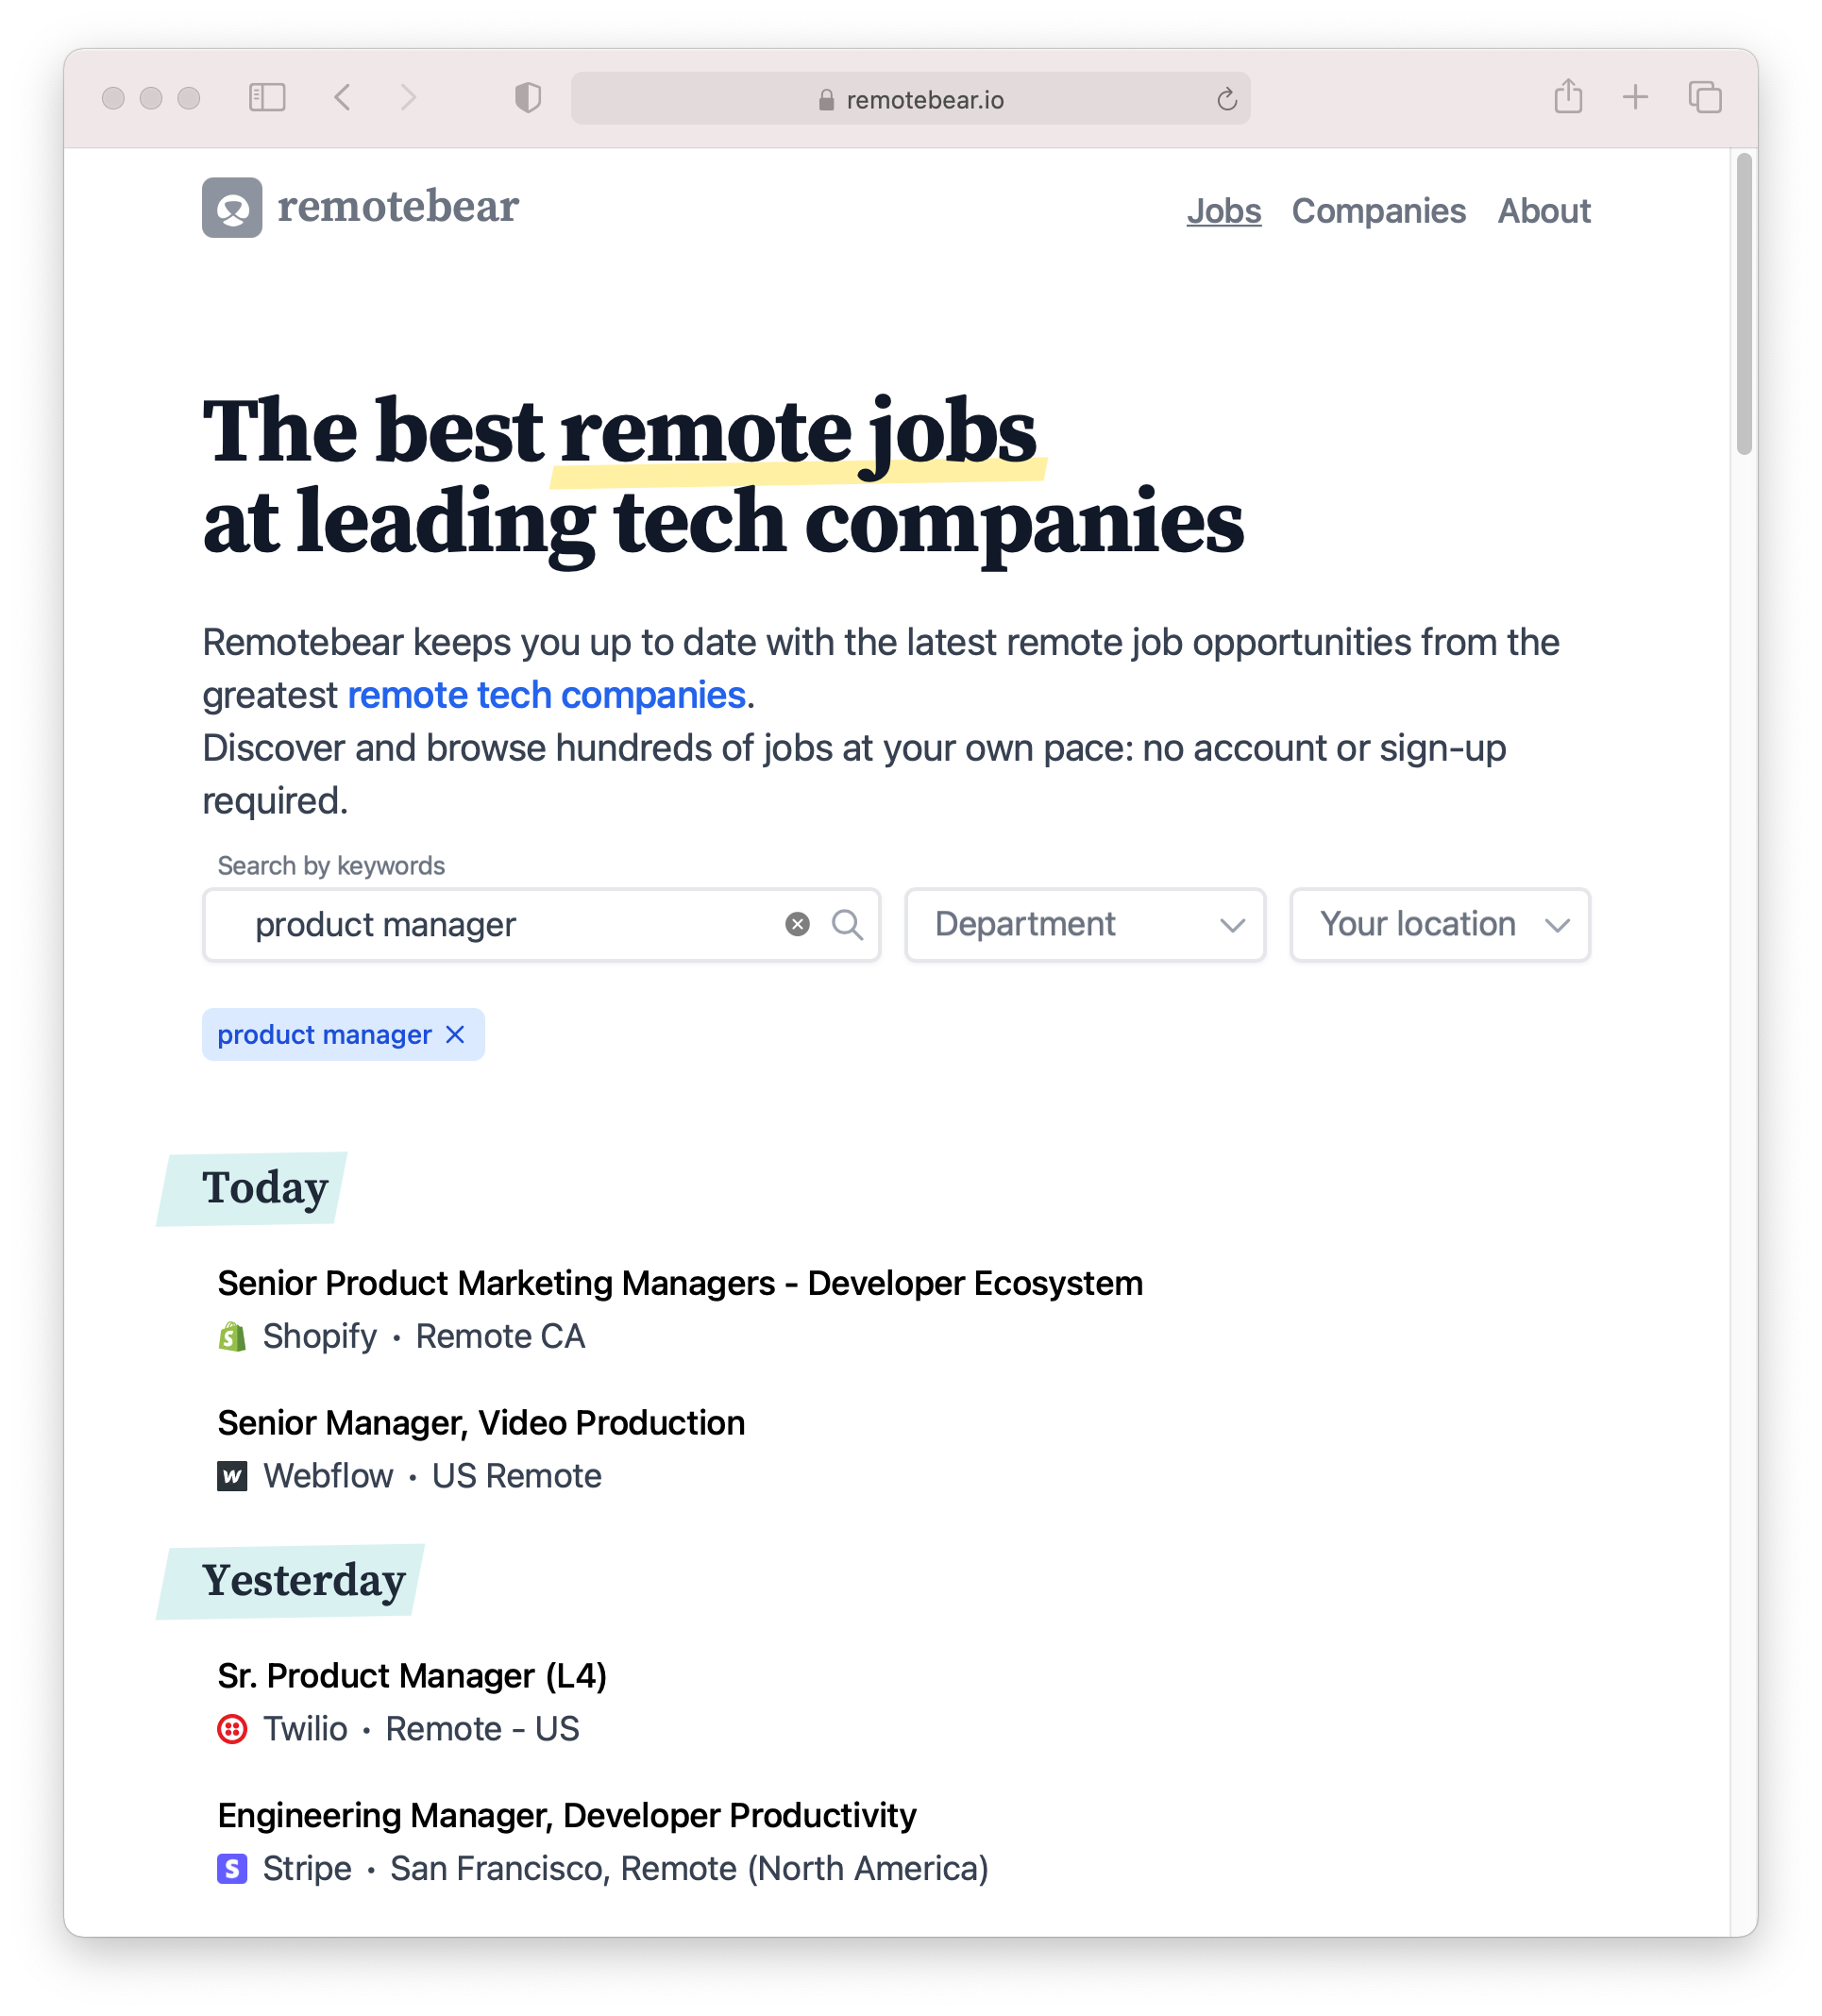 remotebear.io
remotebear
Jobs Companies About
The best remote jobs
at leading tech companies
Remotebear keeps you up to date with the latest remote job opportunities from the
greatest remote tech companies.
Discover and browse hundreds of jobs at your own pace: no account or sign-up
required.
Search by keywords
product manager Department Your location
product manager
Today
Senior Product Marketing Managers - Developer Ecosystem
Shopify • Remote CA
Senior Manager, Video Production
Webflow • US Remote
Yesterday
Sr. Product Manager (L4)
Twilio • Remote - US
Engineering Manager, Developer Productivity
Stripe • San Francisco, Remote (North America)